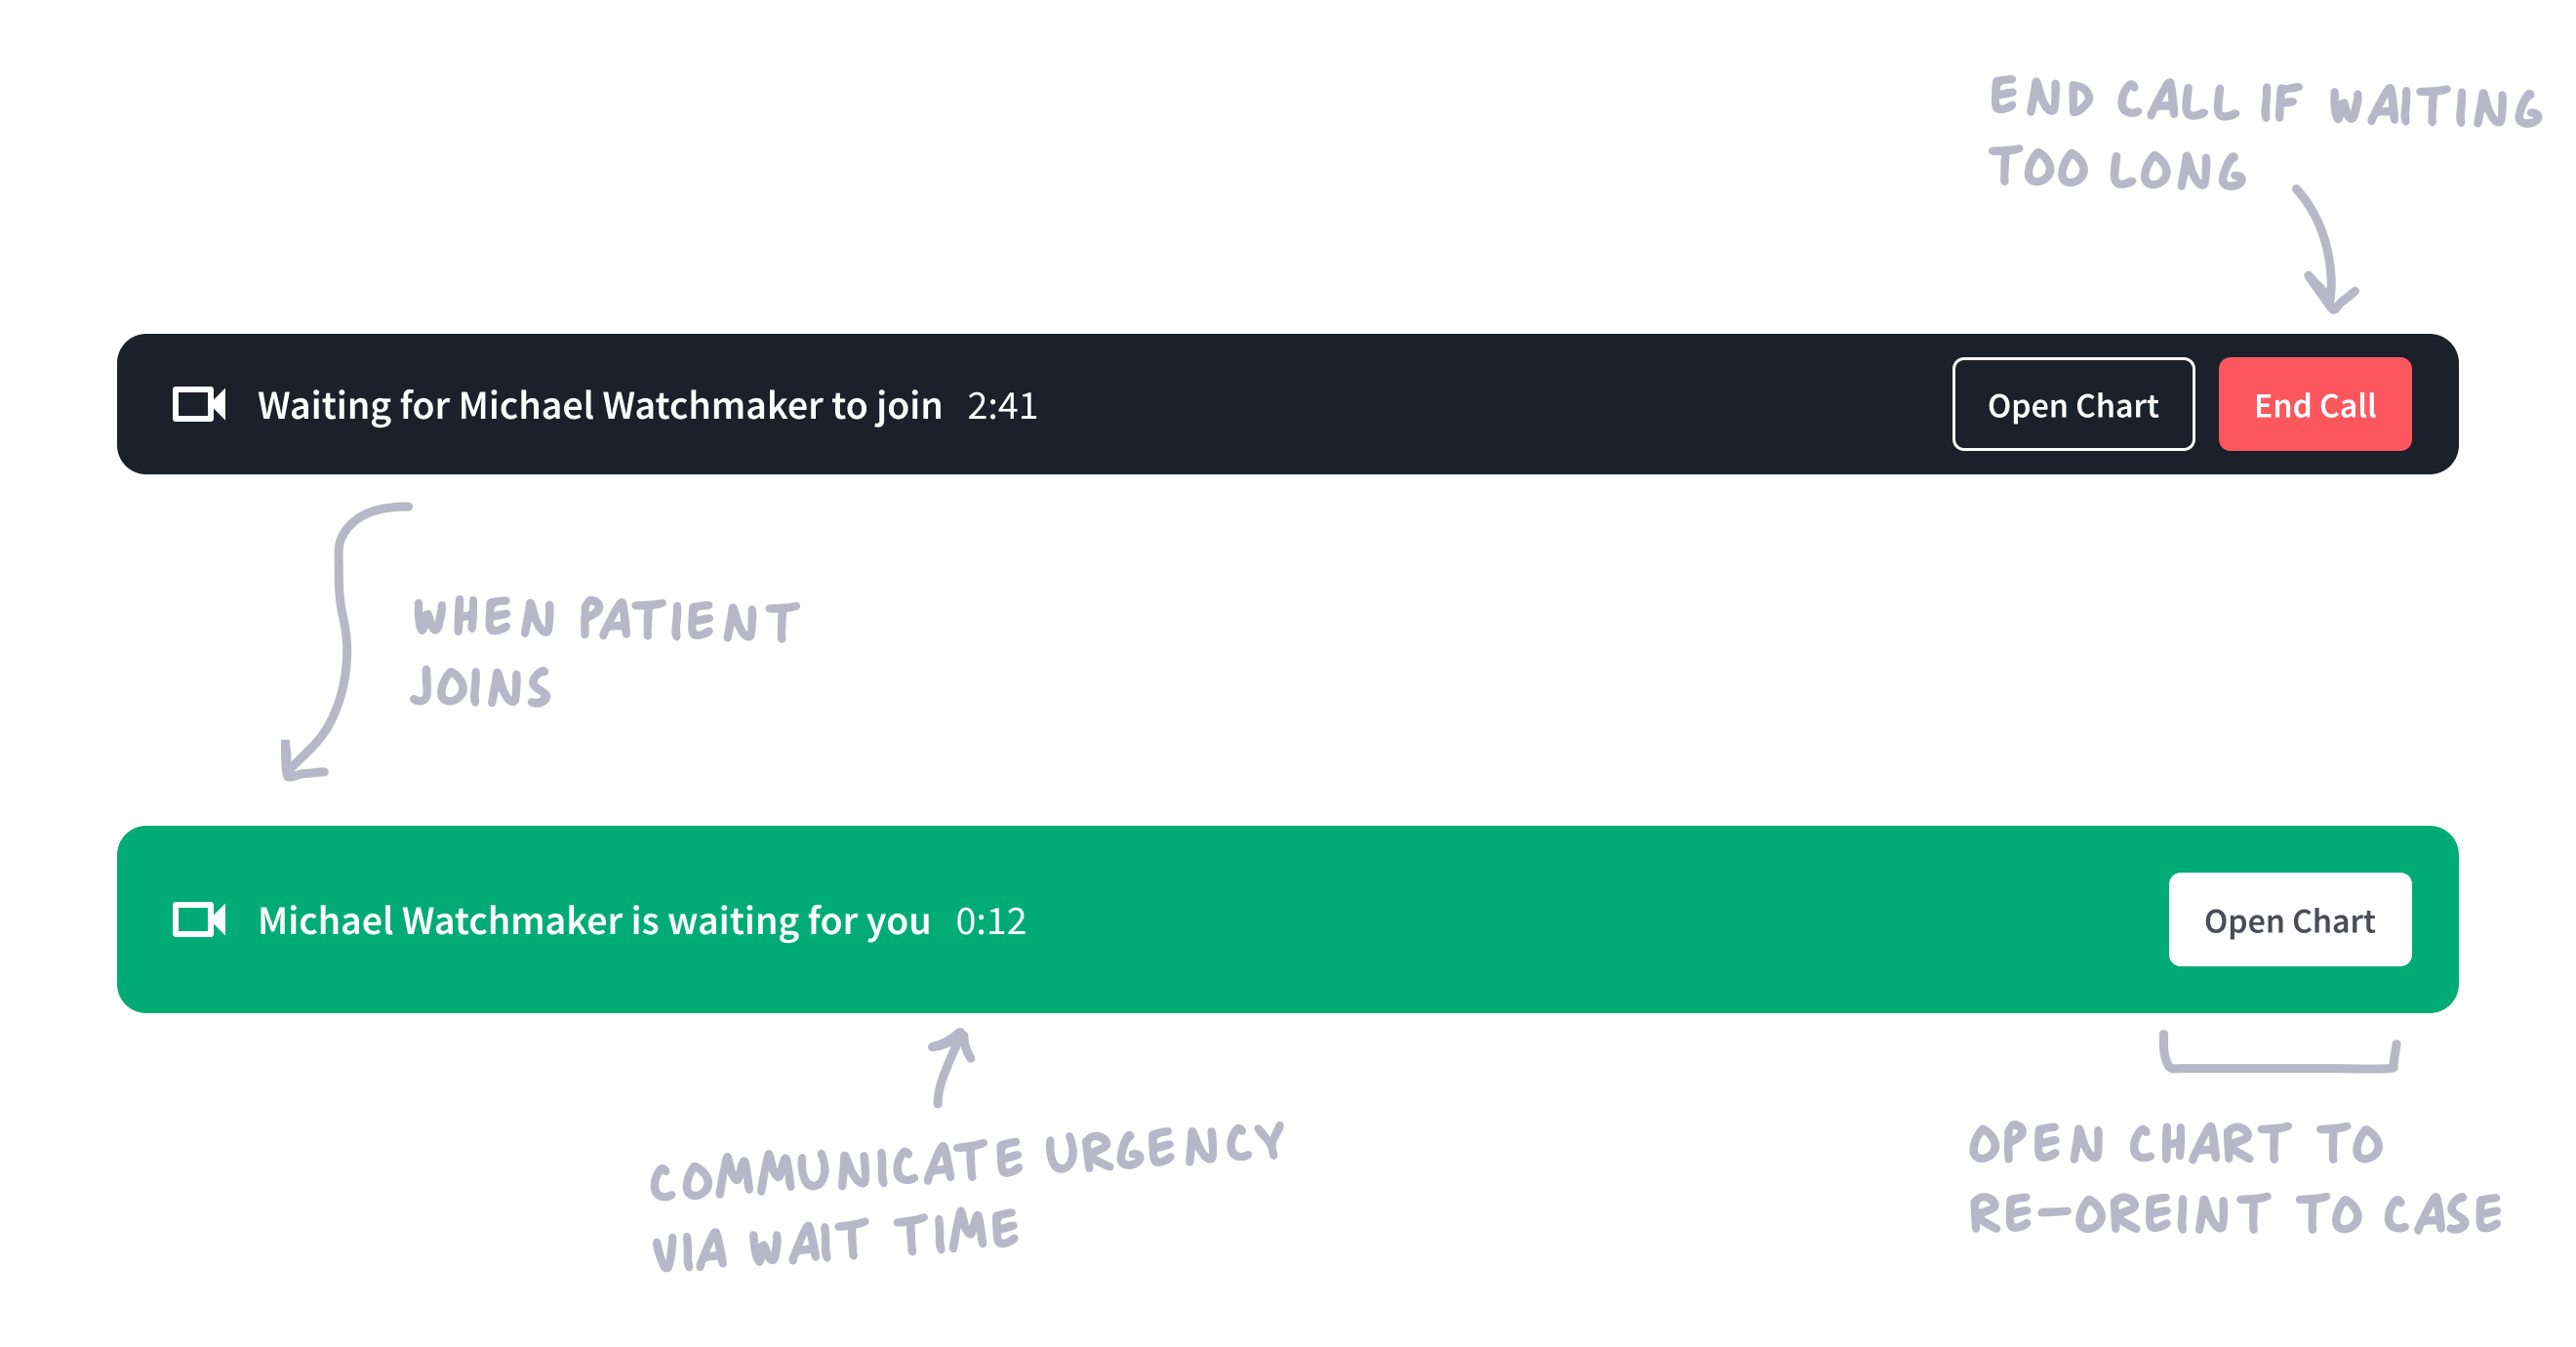 END CALL IF WAITING
TOO LONG
Waiting for Michael Watchmaker to join 2:41
Open Chart
End Call
WHEN PATIENT
JOINS
Michael Watchmaker is waiting for you 0:12
Open Chart
COMMUNICATE URGENCY
VIA WAIT TIME
OPEN CHART TO
RE-OREINT TO CASE